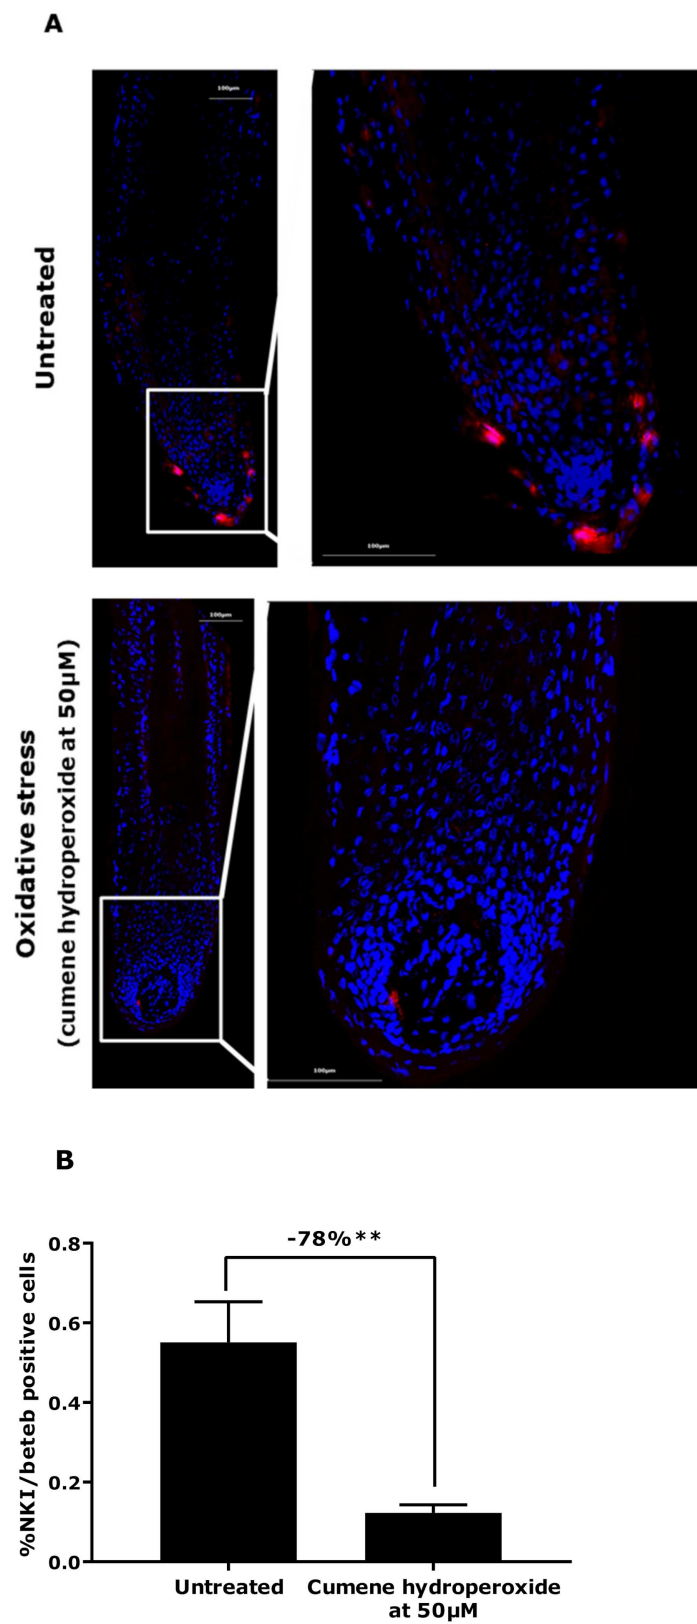 A
Untreated
100µm
100µm
Oxidative stress
(cumene hydroperoxide at 50µM)
100µm
100µm
B
%NKI/beteb positive cells
-78%**
0.8
0.6
0.4
0.2
0.0
Untreated
Cumene hydroperoxide
at 50µM